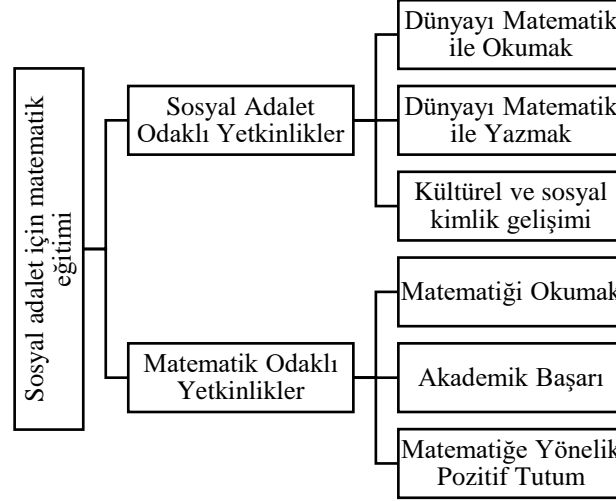 Sosyal adalet için matematik
eğitimi
Sosyal Adalet
Odaklı Yetkinlikler
Dünyayı Matematik
ile Okumak
Dünyayı Matematik
ile Yazmak
Kültürel ve sosyal
kimlik gelişimi
Matematik Odaklı
Yetkinlikler
Matematiği Okumak
Akademik Başarı
Matematiğe Yönelik
Pozitif Tutum